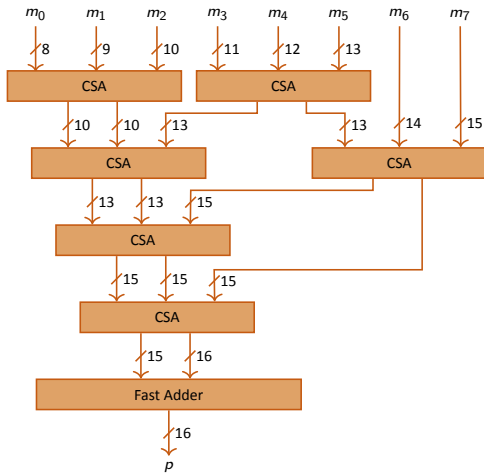 m0 m1 m2 m3 m4 m5 m6 m7
8 9 10 11 12 13
CSA CSA
10 10 13 13 14 15
CSA CSA
13 13 15
CSA
15 15 15
CSA
15 16
Fast Adder
16
p